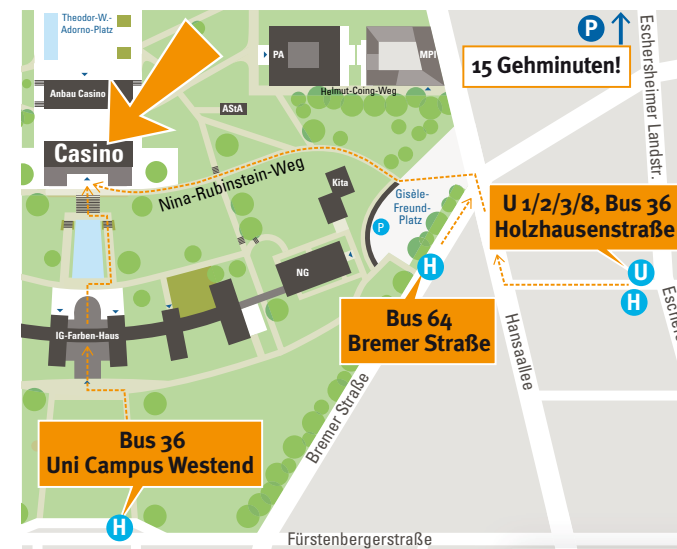 Theodor-W.-
Adorno-Platz
P
15 Gehminuten!
Eschersheimer Landstr.
PA
MPI
Anbau Casino
Helmut-Coing-Weg
AStA
Casino
Nina-Rubinstein-Weg
Kita
Gisèle-
Freund-
Platz
P
U 1/2/3/8, Bus 36
Holzhausenstraße
H
U
H
NG
Bus 64
Bremer Straße
IG-Farben-Haus
Hansaallee
Bremer Straße
Bus 36
Uni Campus Westend
H
Fürstenbergerstraße